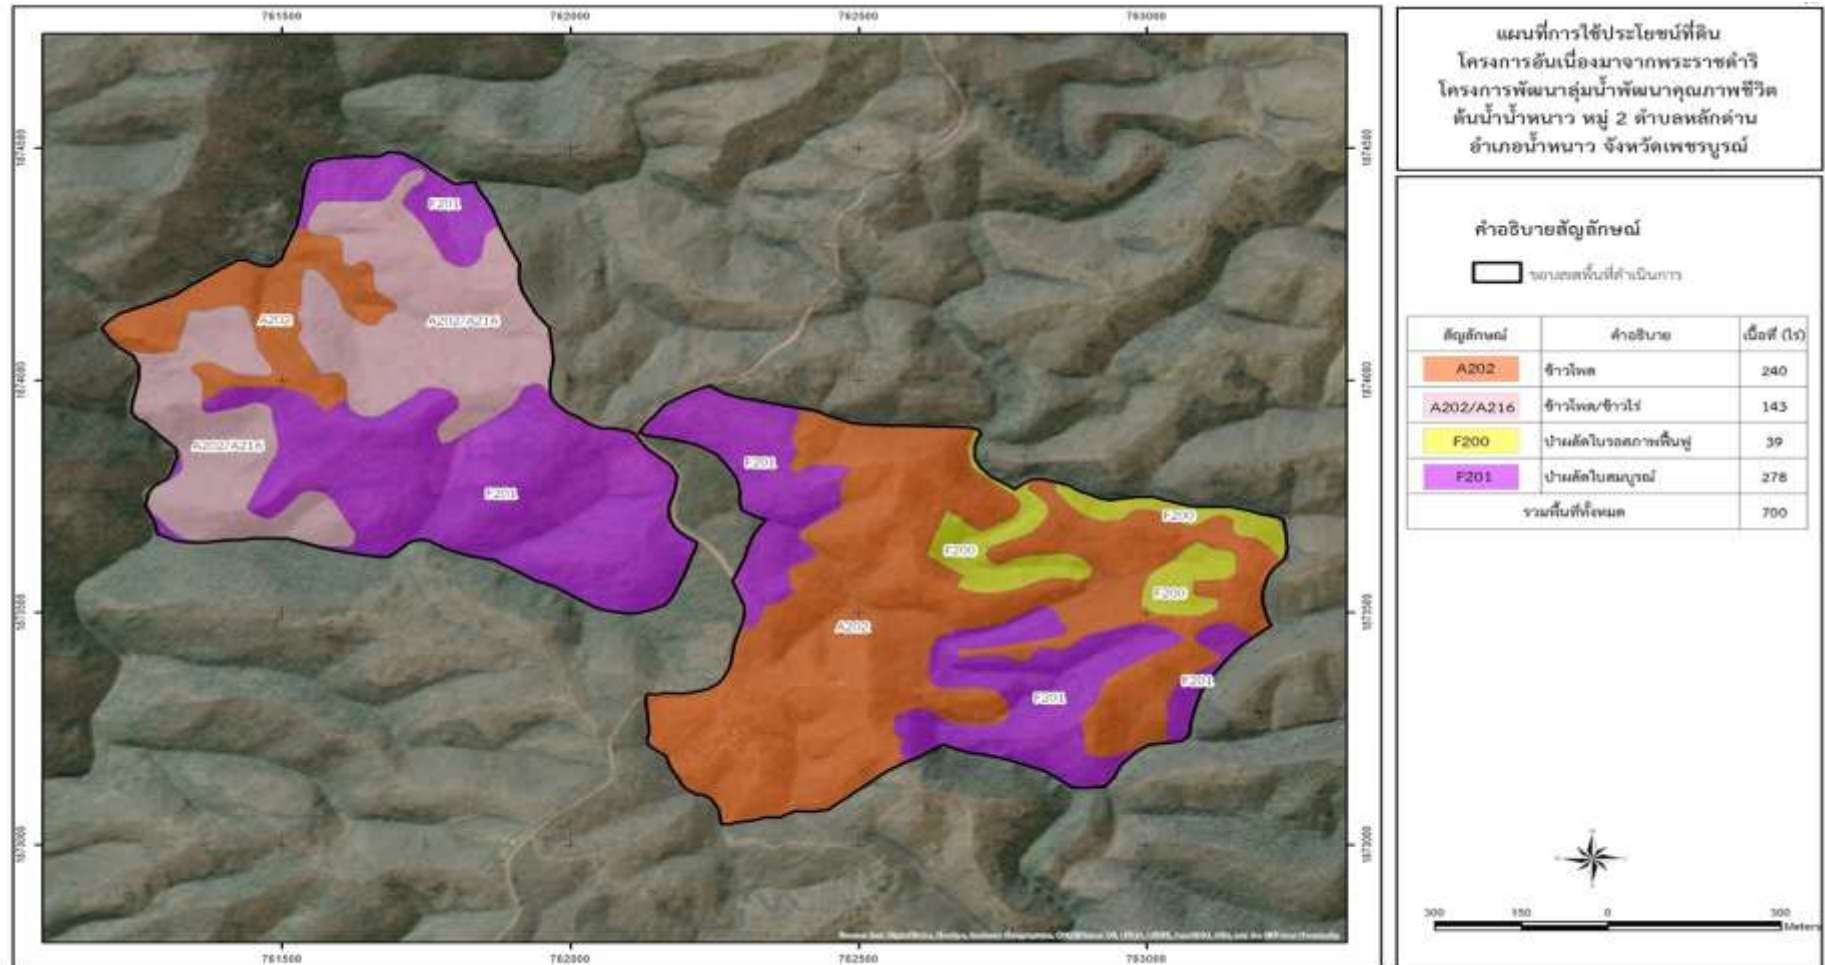 แผนที่การใช้ประโยชน์ที่ดิน
โครงการอันเนื่องมาจากพระราชดำริ
โครงการพัฒนาลุ่มน้ำพัฒนาคุณภาพชีวิต
ต้นน้ำน้ำหนาว หมู่ 2 ตำบลหลักด่าน
อำเภอน้ำหนาว จังหวัดเพชรบูรณ์
คำอธิบายสัญลักษณ์
ขอบเขตพื้นที่ดำเนินการ
สัญลักษณ์ คำอธิบาย เนื้อที่ (ไร่)
A202 ข้าวโพด 240
A202/A216 ข้าวโพด/ข้าวไร่ 143
F200 ป่าผลัดใบรอสภาพฟื้นฟู 39
F201 ป่าผลัดใบสมบูรณ์ 278
รวมพื้นที่ทั้งหมด 700
300 150 0 300
Meters
761500 762000 762500 763000
1874500 1874500
1874000 1874000
1873500 1873500
1873000 1873000
761500 762000 762500 763000
F201
A202
A202/A216
A202/A216
F201
F201
F200
F200
F200
A202
F201
F201